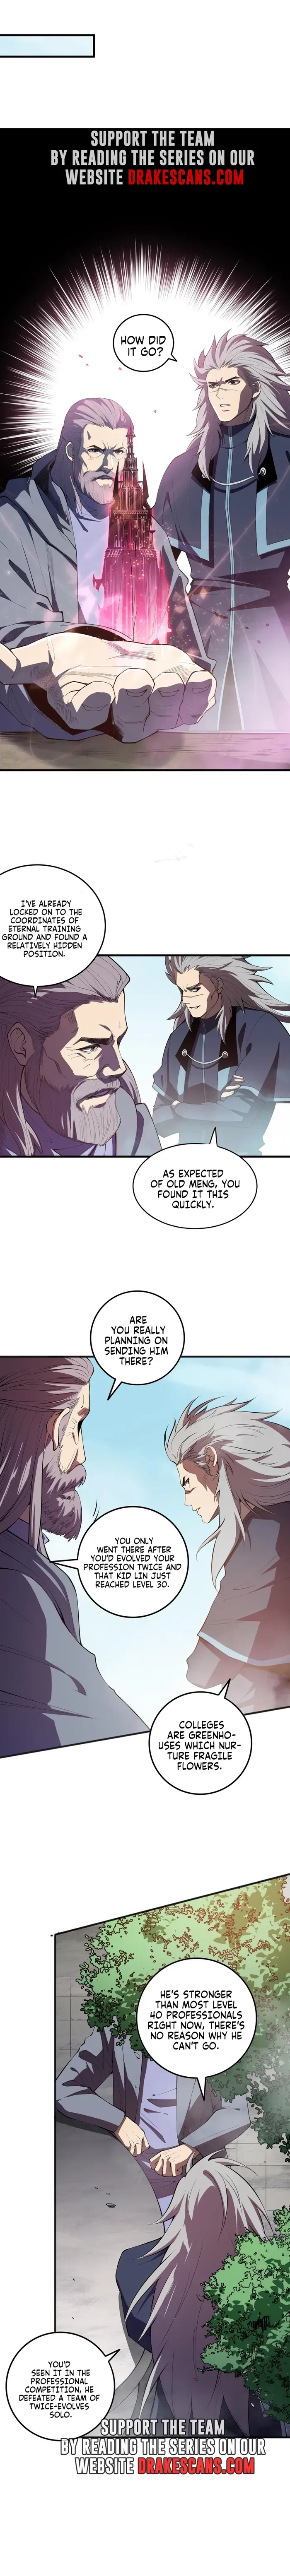 SUPPORT THE TEAM
BY READING THE SERIES ON OUR
WEBSITE DRAKESCANS.COM
HOW DID
IT GO?
I'VE ALREADY
LOCKED ON TO THE
COORDINATES OF
ETERNAL TRAINING
GROUND AND FOUND A
RELATIVELY HIDDEN
POSITION.
AS EXPECTED
OF OLD MENG, YOU
FOUND IT THIS
QUICKLY.
ARE
YOU REALLY
PLANNING ON
SENDING HIM
THERE?
YOU ONLY
WENT THERE AFTER
YOU'D EVOLVED YOUR
PROFESSION TWICE AND
THAT KID LIN JUST
REACHED LEVEL 30.
COLLEGES
ARE GREENHO-
USES WHICH NUR-
TURE FRAGILE
FLOWERS.
HE'S STRONGER
THAN MOST LEVEL
40 PROFESSIONALS
RIGHT NOW, THERE'S
NO REASON WHY HE
CAN'T GO.
YOU'D
SEEN IT IN THE
PROFESSIONAL
COMPETITION, HE
DEFEATED A TEAM OF
TWICE-EVOLVES
SOLO.
SUPPORT THE TEAM
BY READING THE SERIES ON OUR
WEBSITE DRAKESCANS.COM